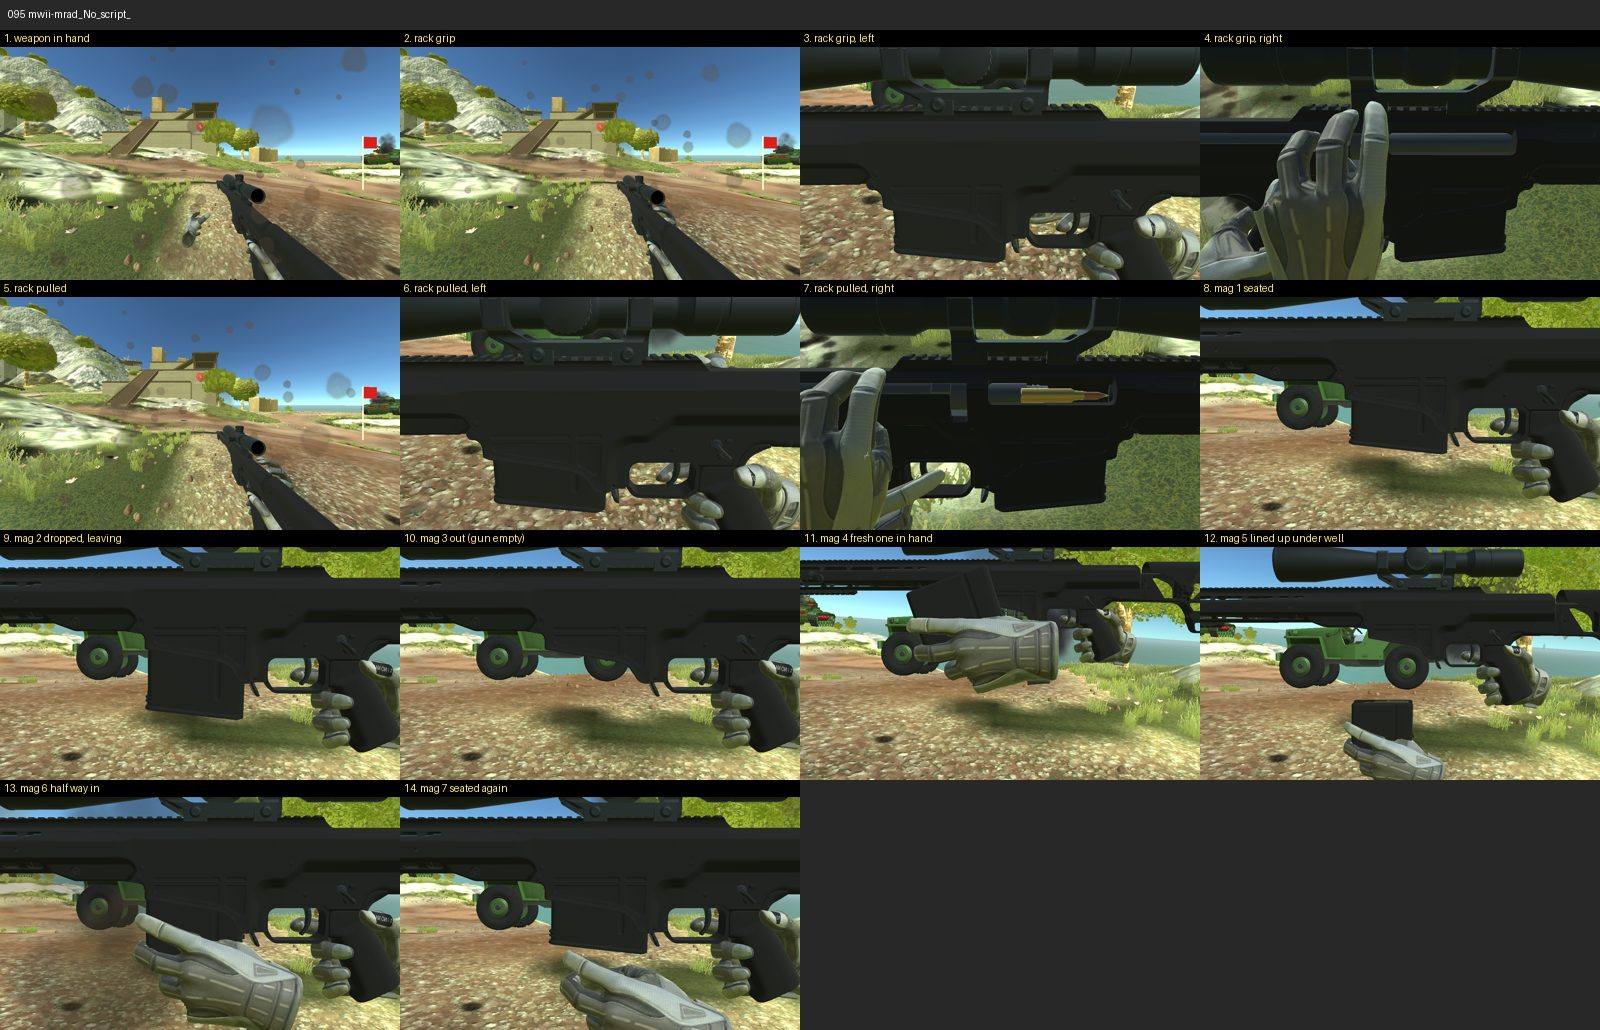 095 mwii-mrad_No_script_
1. weapon in hand
2. rack grip
3. rack grip, left
4. rack grip, right
5. rack pulled
6. rack pulled, left
7. rack pulled, right
8. mag 1 seated
9. mag 2 dropped, leaving
10. mag 3 out (gun empty)
11. mag 4 fresh one in hand
12. mag 5 lined up under well
13. mag 6 half way in
14. mag 7 seated again